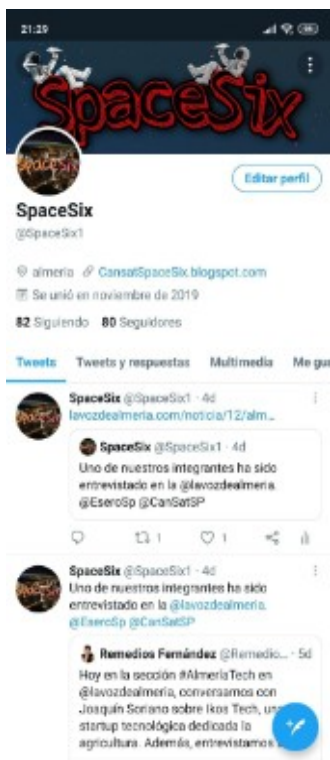 21:29
SpaceSix
SpaceSix
Editar perfil
SpaceSix
@SpaceSix1
almeria CansatSpaceSix.blogspot.com
Se unió en noviembre de 2019
82 Siguiendo 80 Seguidores
Tweets Tweets y respuestas Multimedia Me gu
SpaceSix @SpaceSix1 · 4d
lavozdealmeria.com/noticia/12/alm...
SpaceSix @SpaceSix1 · 4d
Uno de nuestros integrantes ha sido
entrevistado en la @lavozdealmeria.
@EseroSp @CanSatSP
1 1
SpaceSix @SpaceSix1 · 4d
Uno de nuestros integrantes ha sido
entrevistado en la @lavozdealmeria.
@EseroSp @CanSatSP
Remedios Fernández @Remedio... · 5d
Hoy en la sección #AlmeríaTech en
@lavozdealmeria, conversamos con
Joaquín Soriano sobre Ikos Tech, una
startup tecnológica dedicada la
agricultura. Además, entrevistamos